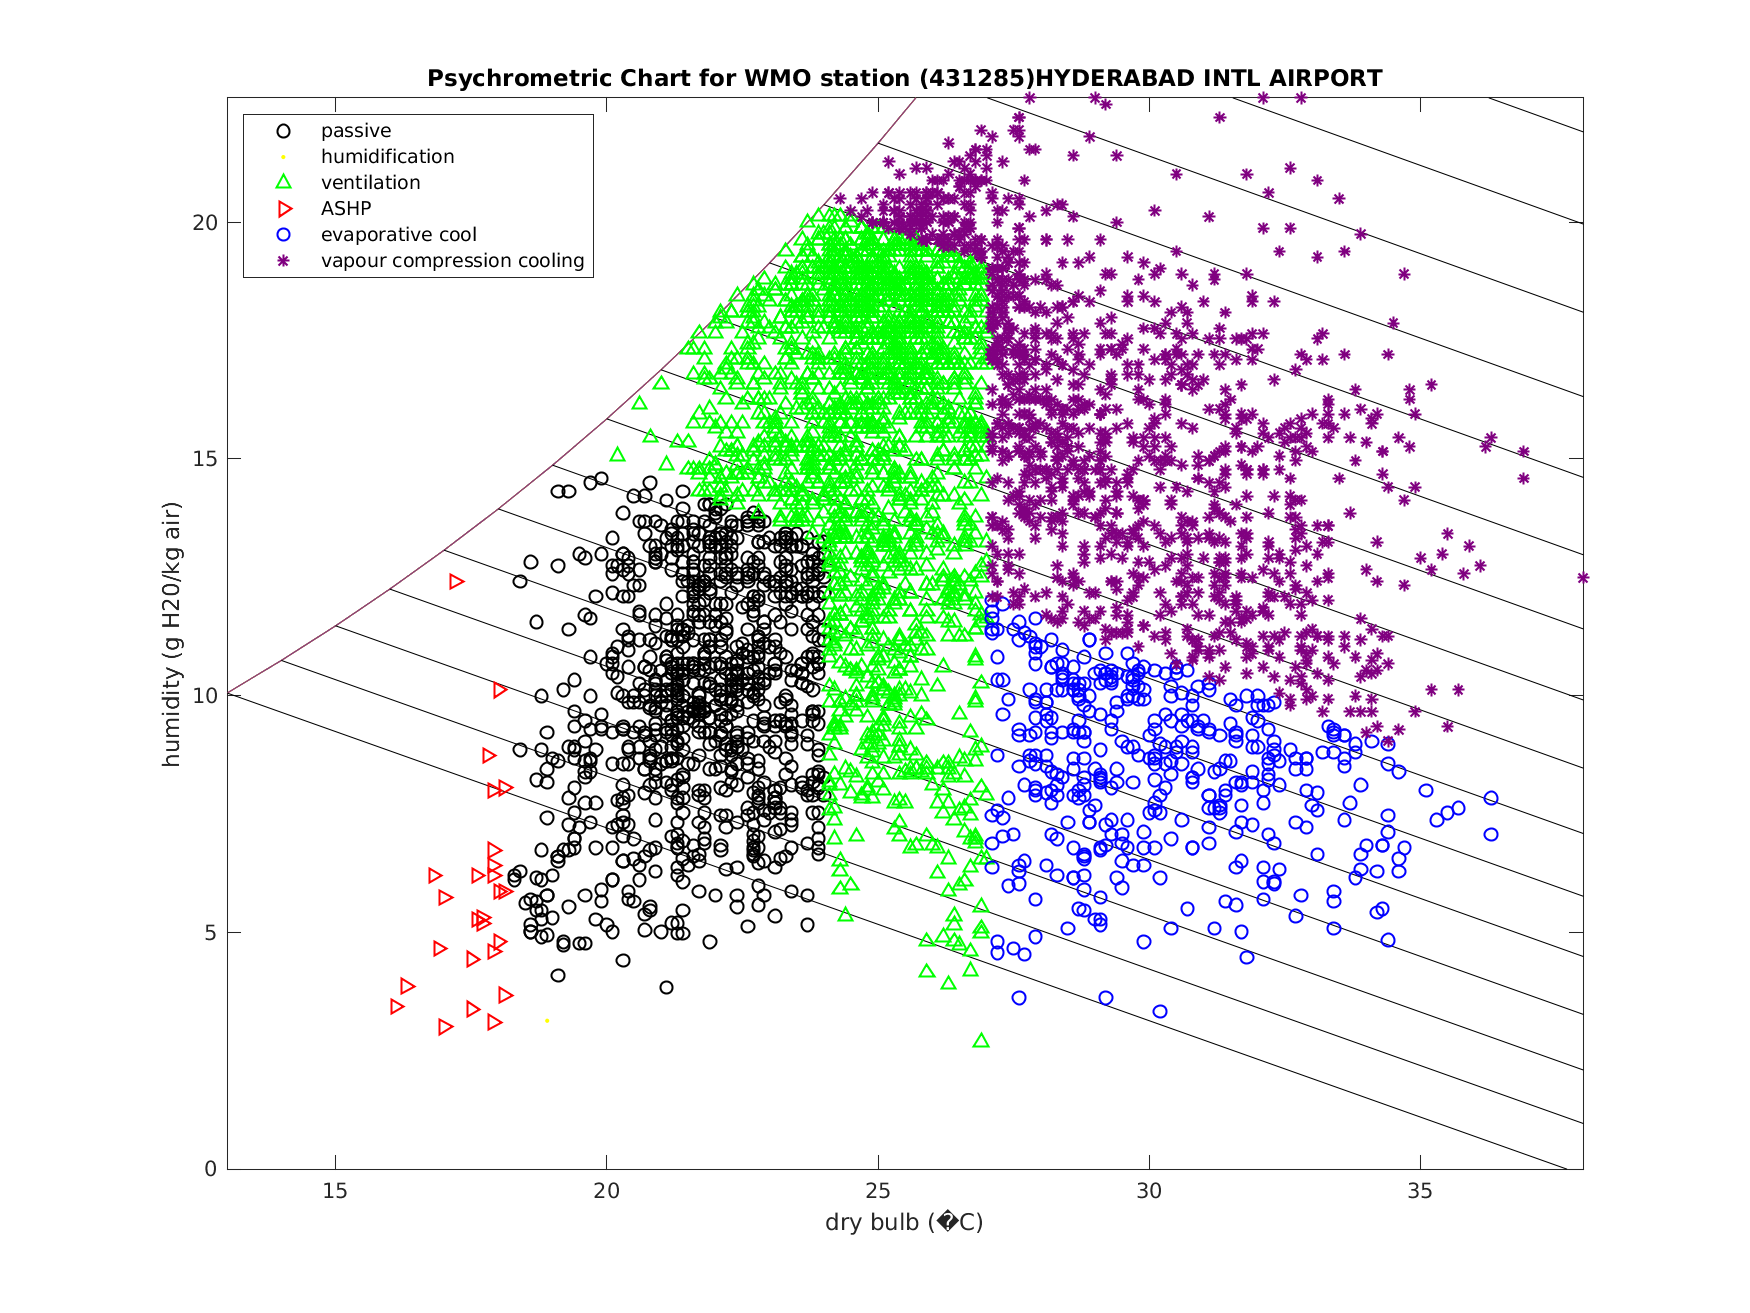 Psychrometric Chart for WMO station (431285)HYDERABAD INTL AIRPORT
passive
humidification
ventilation
ASHP
evaporative cool
vapour compression cooling
20
15
10
5
0
humidity (g H20/kg air)
15 20 25 30 35
dry bulb (�C)